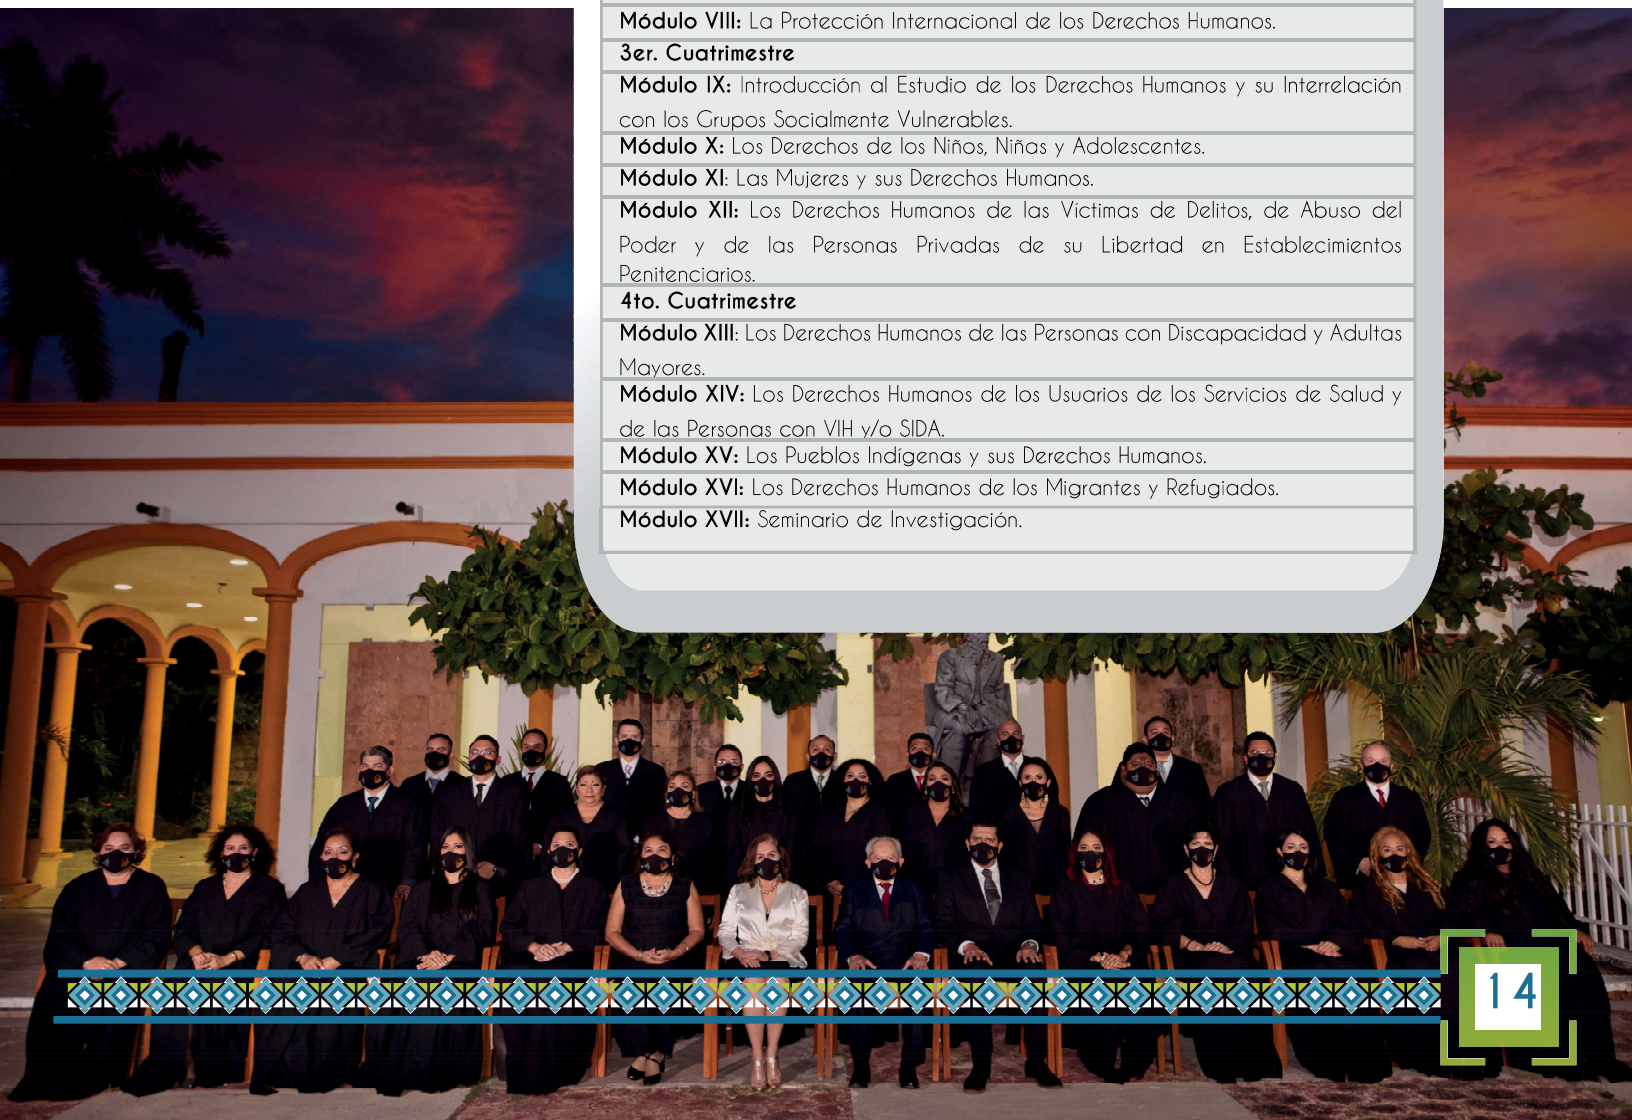 Módulo VIII: La Protección Internacional de los Derechos Humanos.
3er. Cuatrimestre
Módulo IX: Introducción al Estudio de los Derechos Humanos y su Interrelación
con los Grupos Socialmente Vulnerables.
Módulo X: Los Derechos de los Niños, Niñas y Adolescentes.
Módulo XI: Las Mujeres y sus Derechos Humanos.
Módulo XII: Los Derechos Humanos de las Víctimas de Delitos, de Abuso del
Poder y de las Personas Privadas de su Libertad en Establecimientos
Penitenciarios.
4to. Cuatrimestre
Módulo XIII: Los Derechos Humanos de las Personas con Discapacidad y Adultas
Mayores.
Módulo XIV: Los Derechos Humanos de los Usuarios de los Servicios de Salud y
de las Personas con VIH y/o SIDA.
Módulo XV: Los Pueblos Indígenas y sus Derechos Humanos.
Módulo XVI: Los Derechos Humanos de los Migrantes y Refugiados.
Módulo XVII: Seminario de Investigación.
14